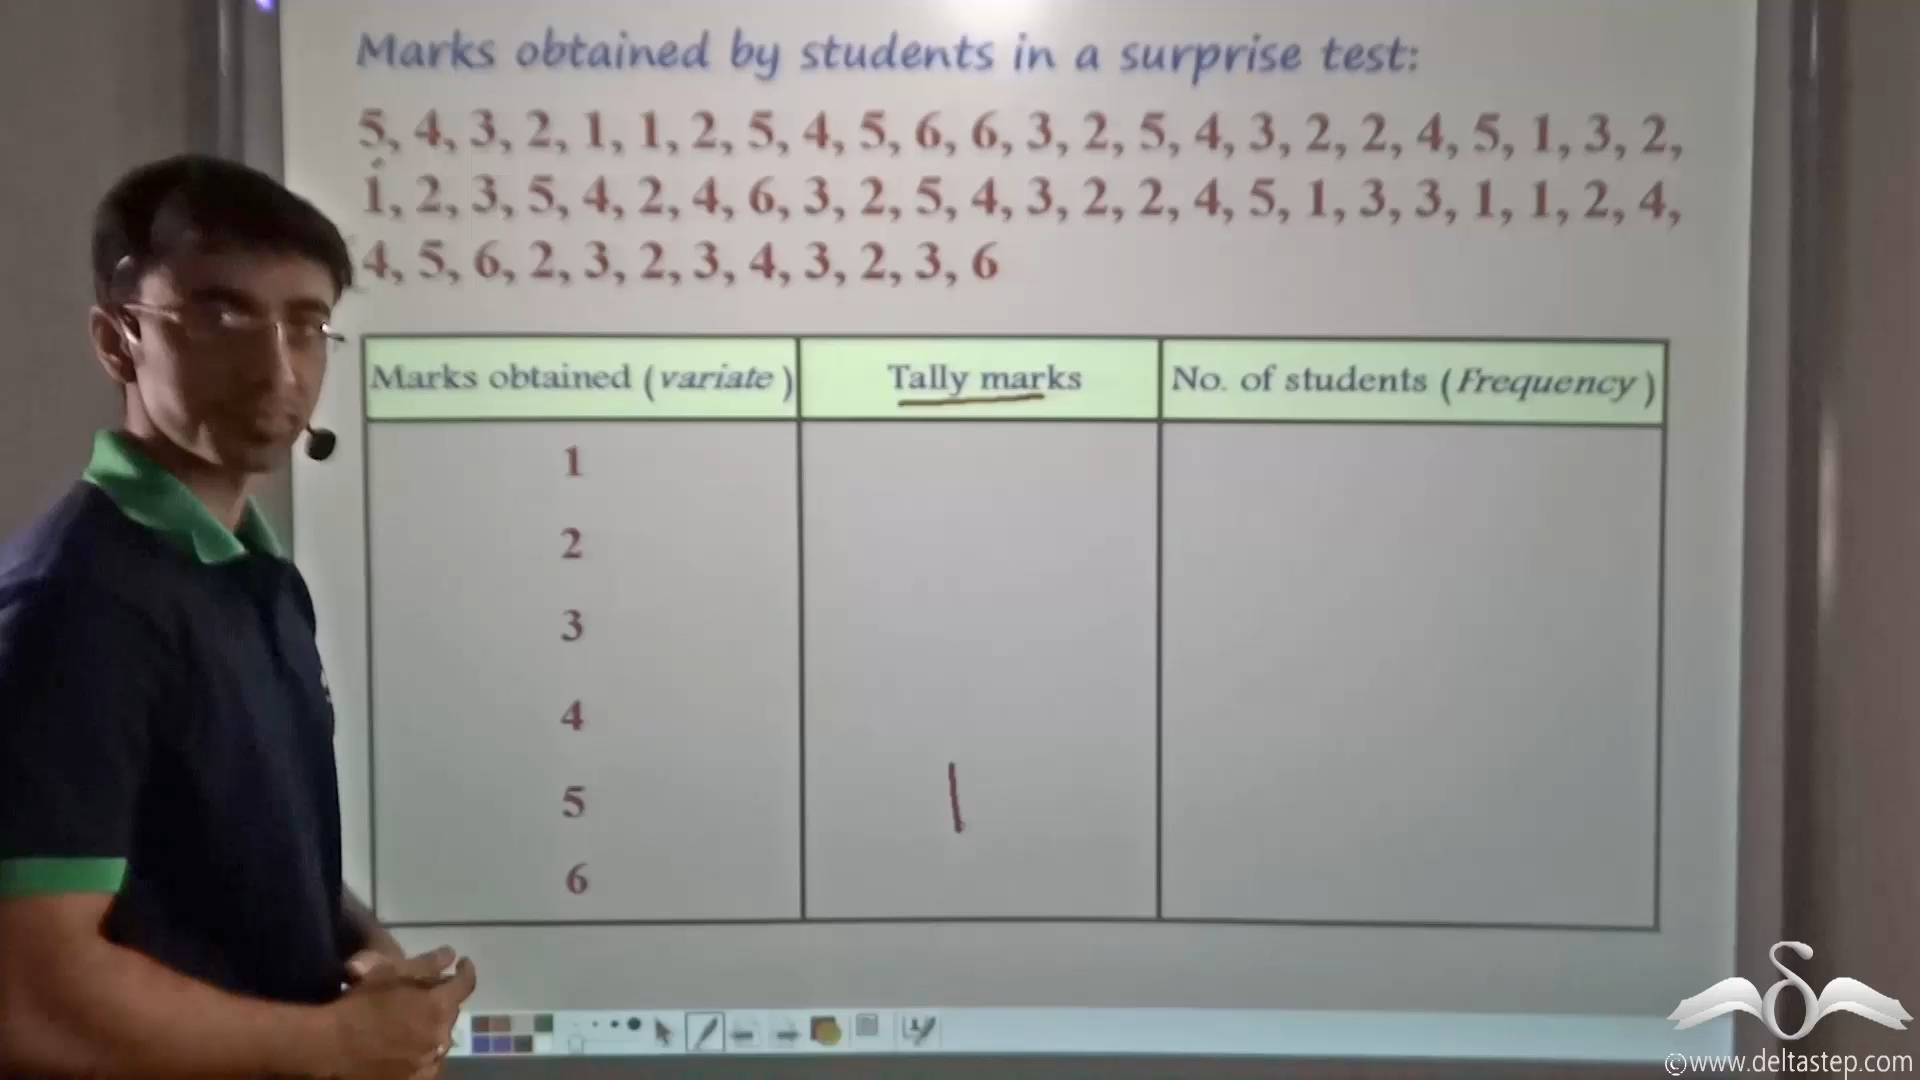 Marks obtained by students in a surprise test:
5, 4, 3, 2, 1, 1, 2, 5, 4, 5, 6, 6, 3, 2, 5, 4, 3, 2, 2, 4, 5, 1, 3, 2,
1, 2, 3, 5, 4, 2, 4, 6, 3, 2, 5, 4, 3, 2, 2, 4, 5, 1, 3, 3, 1, 1, 2, 4,
4, 5, 6, 2, 3, 2, 3, 4, 3, 2, 3, 6
Marks obtained (variate) Tally marks No. of students (Frequency)
1
2
3
4
5 |
6
©www.deltastep.com